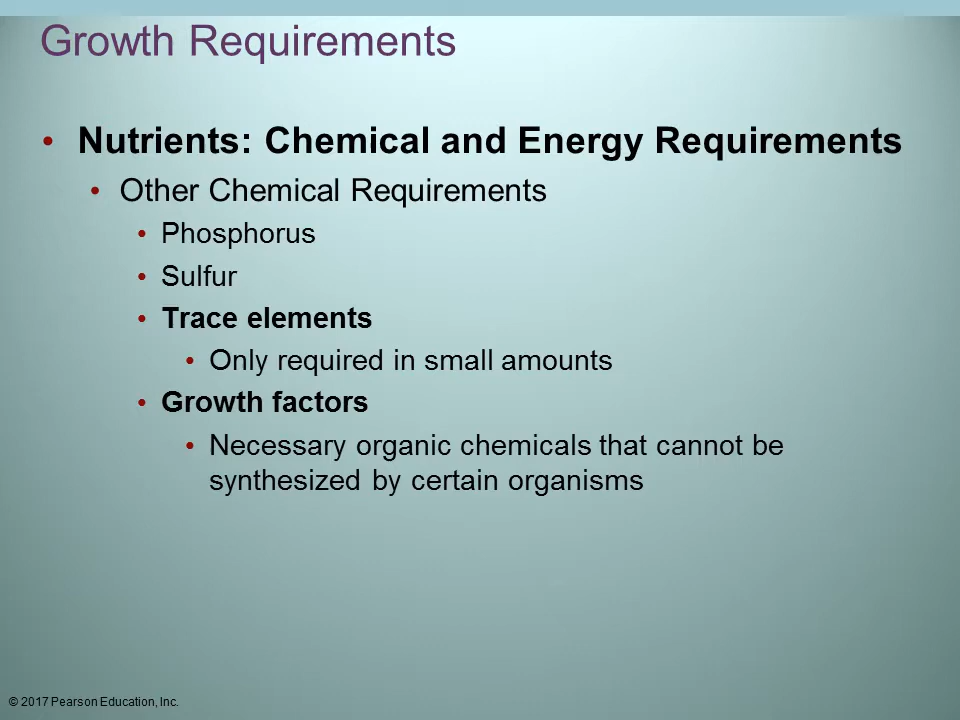 Growth Requirements
• Nutrients: Chemical and Energy Requirements
• Other Chemical Requirements
• Phosphorus
• Sulfur
• Trace elements
• Only required in small amounts
• Growth factors
• Necessary organic chemicals that cannot be
synthesized by certain organisms
© 2017 Pearson Education, Inc.